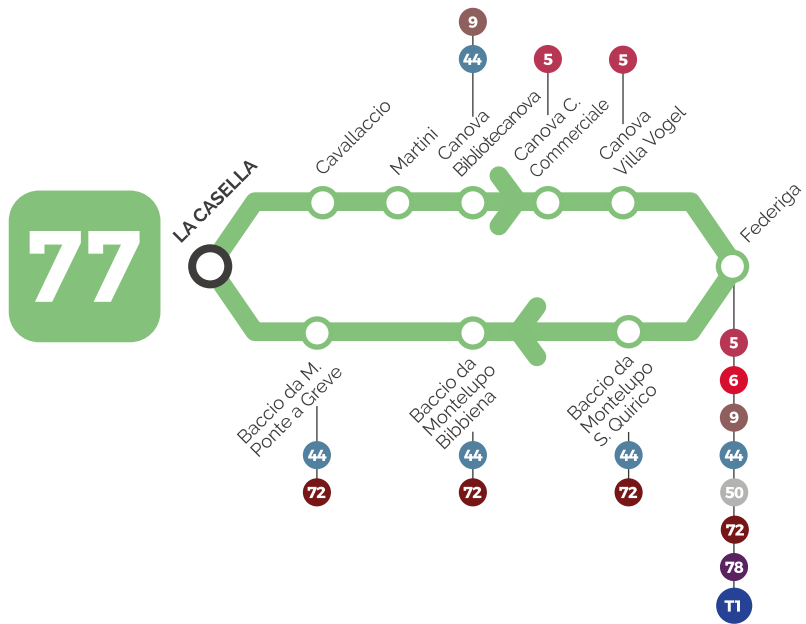 77
LA CASELLA
Cavallaccio
Martini
9
44
Canova
Bibliotecanova
5
Canova C.
Commerciale
5
Canova
Villa Vogel
Federiga
5
6
9
44
50
72
78
T1
Baccio da M.
Ponte a Greve
44
72
Baccio da
Montelupo
Bibbiena
44
72
Baccio da
Montelupo
S. Quirico
44
72